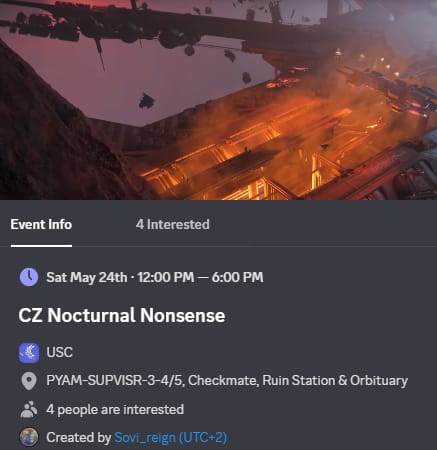 Event Info
4 Interested
Sat May 24th · 12:00 PM — 6:00 PM
CZ Nocturnal Nonsense
USC
PYAM-SUPVISR-3-4/5, Checkmate, Ruin Station & Orbituary
4 people are interested
Created by Sovi_reign (UTC+2)